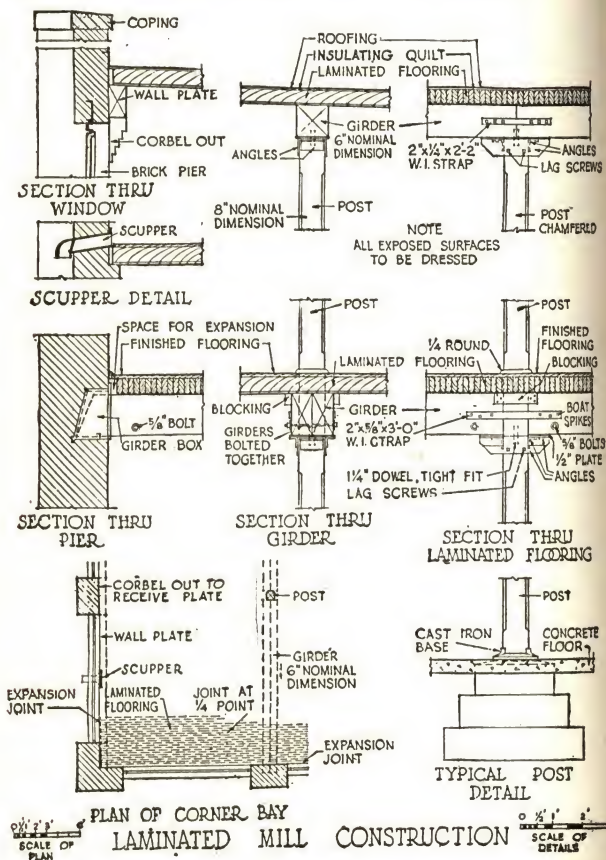 COPING
WALL PLATE
CORBEL OUT
BRICK PIER
SECTION THRU
WINDOW
SCUPPER
SCUPPER DETAIL
ROOFING
INSULATING QUILT
LAMINATED FLOORING
GIRDER
6" NOMINAL
DIMENSION
ANGLES
8" NOMINAL
DIMENSION
POST
2"x¼"x2'-2"
W.I. STRAP
ANGLES
LAG SCREWS
POST
CHAMFERED
NOTE
ALL EXPOSED SURFACES
TO BE DRESSED
SPACE FOR EXPANSION
FINISHED FLOORING
⅝" BOLT
GIRDER BOX
SECTION THRU
PIER
POST
LAMINATED
FLOORING
BLOCKING
GIRDER
GIRDERS
BOLTED
TOGETHER
2"x⅝"x3'-0"
W.I. STRAP
1¼" DOWEL, TIGHT FIT
LAG SCREWS
SECTION THRU
GIRDER
POST
¼ ROUND
FINISHED
FLOORING
BLOCKING
BOAT
SPIKES
⅝" BOLTS
½" PLATE
ANGLES
SECTION THRU
LAMINATED FLOORING
CORBEL OUT TO
RECEIVE PLATE
WALL PLATE
SCUPPER
EXPANSION
JOINT
LAMINATED
FLOORING
JOINT AT
¼ POINT
POST
GIRDER
6" NOMINAL
DIMENSION
EXPANSION
JOINT
PLAN OF CORNER BAY
POST
CAST IRON
BASE
CONCRETE
FLOOR
TYPICAL POST
DETAIL
SCALE OF
PLAN
LAMINATED MILL CONSTRUCTION
0 ½' 1' 2'
SCALE OF
DETAILS